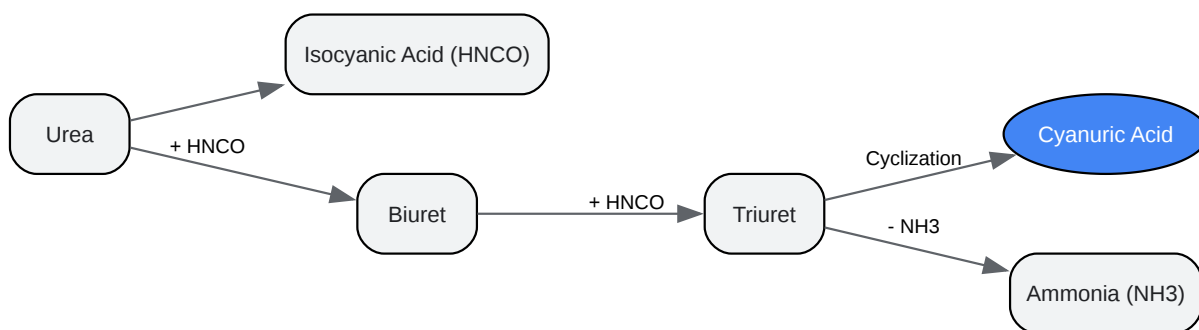 Isocyanic Acid (HNCO)
Urea
+ HNCO
Biuret
+ HNCO
Triuret
Cyclization
Cyanuric Acid
- NH3
Ammonia (NH3)